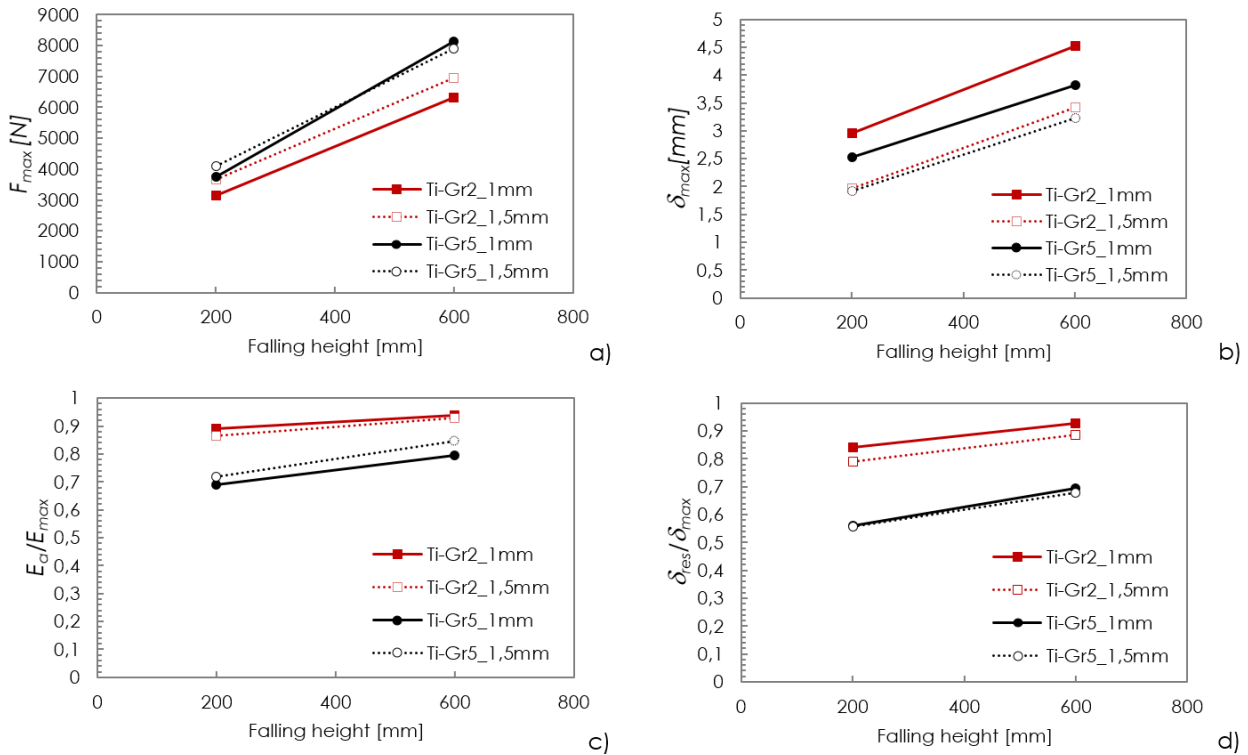 9000
8000
7000
6000
5000
4000
3000
2000
1000
0
F_max [N]
Ti-Gr2_1mm
Ti-Gr2_1,5mm
Ti-Gr5_1mm
Ti-Gr5_1,5mm
0 200 400 600 800
Falling height [mm]
a)
5
4,5
4
3,5
3
2,5
2
1,5
1
0,5
0
δ_max[mm]
Ti-Gr2_1mm
Ti-Gr2_1,5mm
Ti-Gr5_1mm
Ti-Gr5_1,5mm
0 200 400 600 800
Falling height [mm]
b)
1
0,9
0,8
0,7
0,6
0,5
0,4
0,3
0,2
0,1
0
E_a/E_max
Ti-Gr2_1mm
Ti-Gr2_1,5mm
Ti-Gr5_1mm
Ti-Gr5_1,5mm
0 200 400 600 800
Falling height [mm]
c)
1
0,9
0,8
0,7
0,6
0,5
0,4
0,3
0,2
0,1
0
δ_res/δ_max
Ti-Gr2_1mm
Ti-Gr2_1,5mm
Ti-Gr5_1mm
Ti-Gr5_1,5mm
0 200 400 600 800
Falling height [mm]
d)